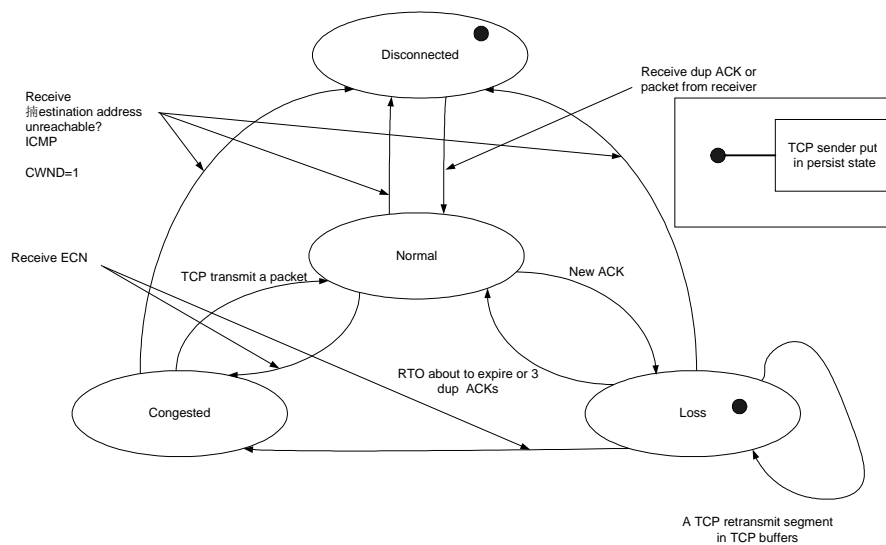 Disconnected
Receive
揹estination address
unreachable?
ICMP
CWND=1
Receive dup ACK or
packet from receiver
TCP sender put
in persist state
Receive ECN
TCP transmit a packet
Normal
New ACK
RTO about to expire or 3
dup ACKs
Congested
Loss
A TCP retransmit segment
in TCP buffers